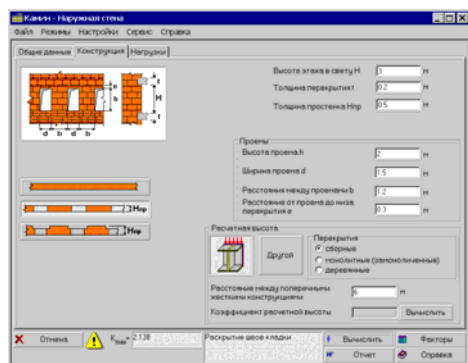 Камин - Наружная стена
Файл Режимы Настройки Сервис Справка
Общие данные Конструкция Нагрузки
Высота этажа в свету H 3 м
Толщина перекрытия t 0.2 м
Толщина простенка Hпр 0.5 м
e
h
t
H
t
d b d b
Проемы
Высота проема h 2 м
Ширина проема d 1.5 м
Расстояния между проемами b 1.2 м
Расстояние от проема до низа перекрытия e 0.3 м
Hпр
Hпр
Расчетная высота
Другой
Перекрытия
сборные
монолитные (замоноличенные)
деревянные
Расстояние между поперечными жесткими конструкциями 6 м
Коэффициент расчетной высоты Вычислить
Отмена Kmax = 2.138 Раскрытие швов кладки Вычислить Факторы
Отчет Справка